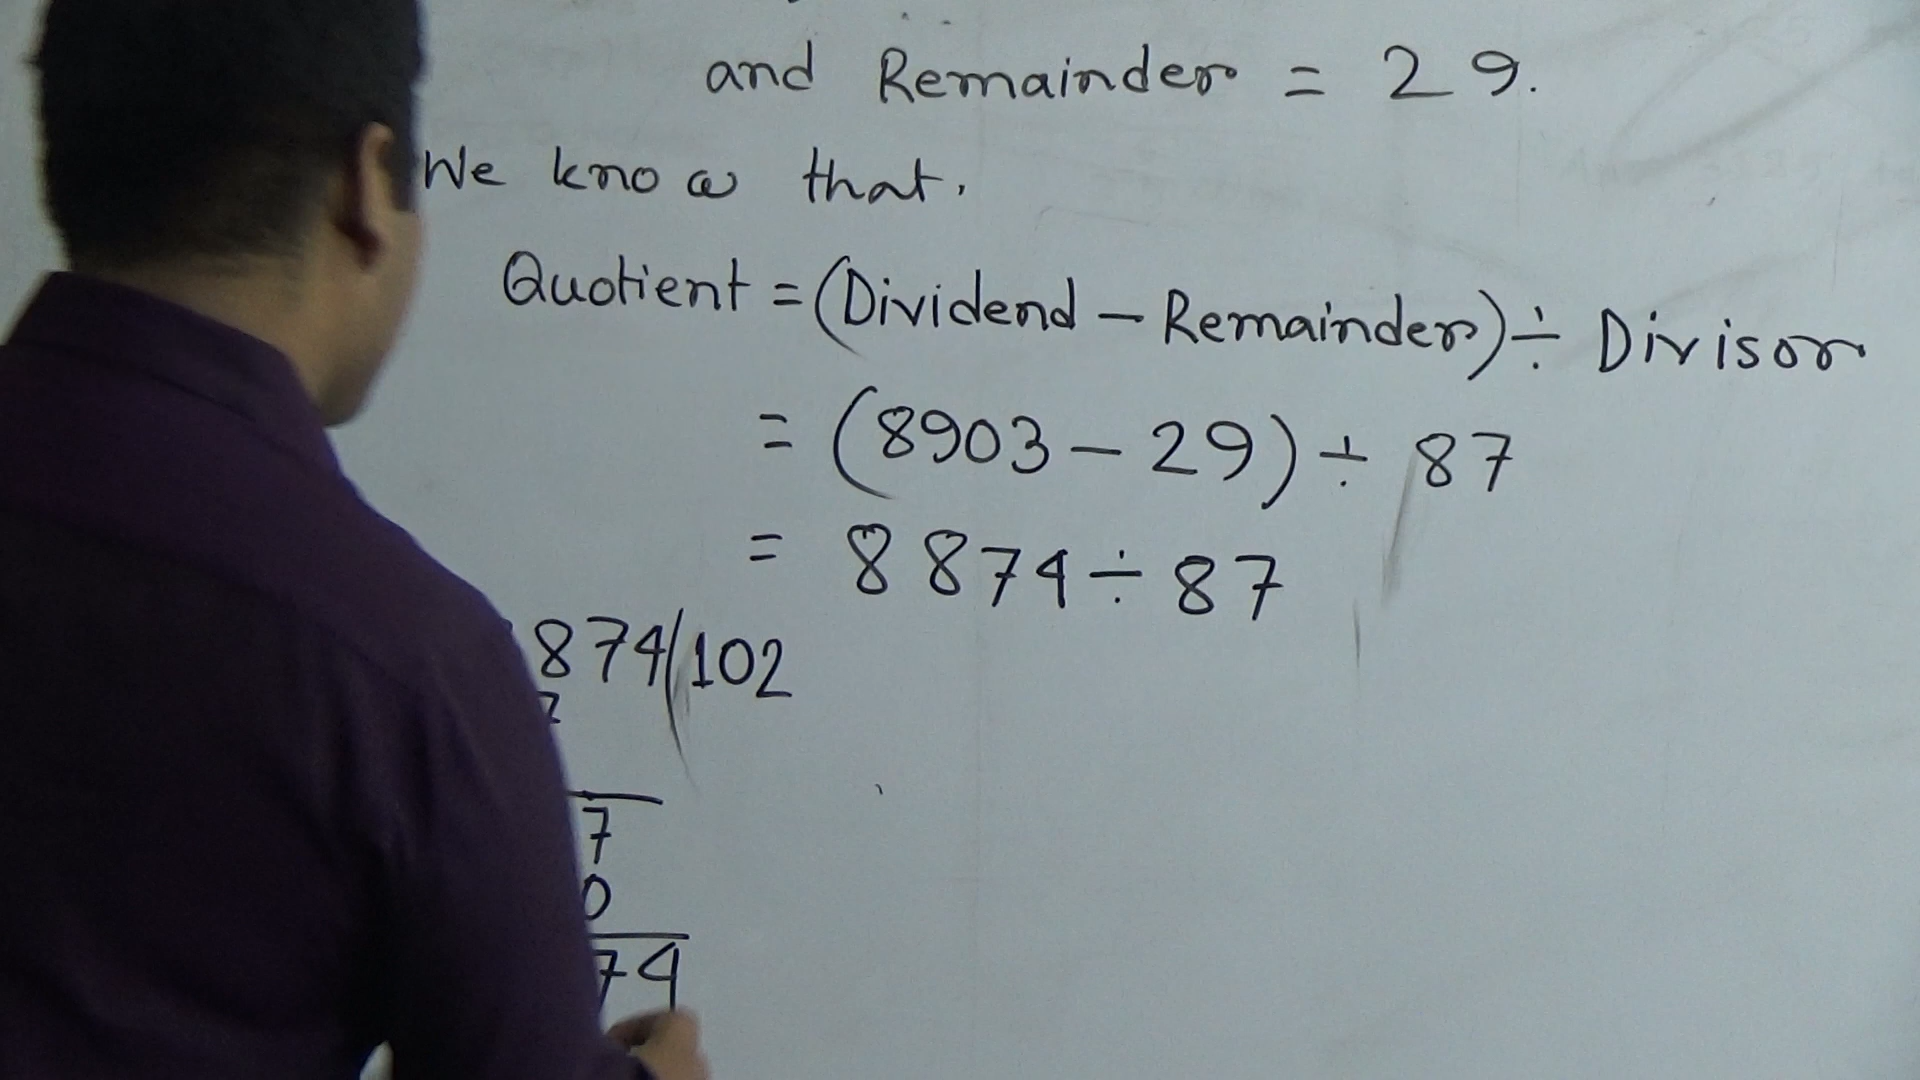 and Remainder = 29.
We know that,
Quotient = (Dividend – Remainder) ÷ Divisor
= (8903 – 29) ÷ 87
= 8874 ÷ 87
874/102
7
7
0
74